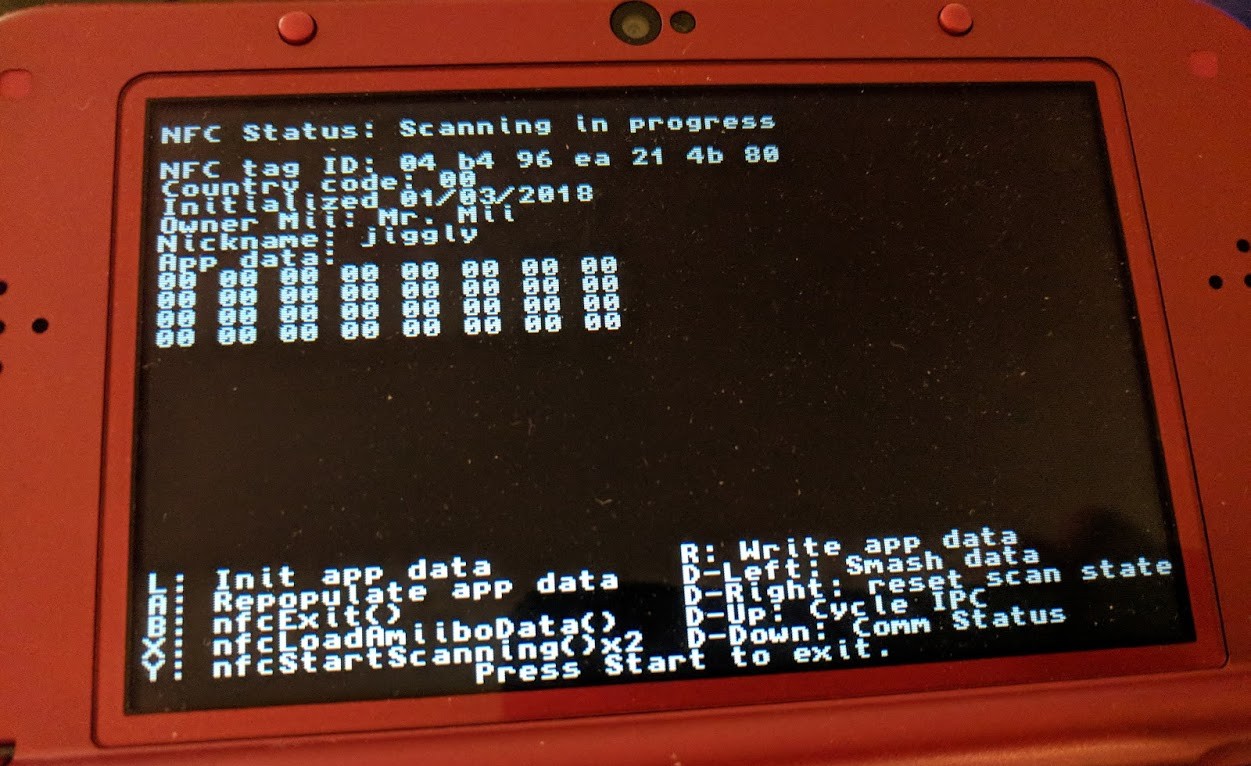 NFC Status: Scanning in progress
NFC tag ID: 04 b4 96 ea 21 4b 80
Country code: 00
Initialized 01/03/2018
Owner Mii: Mr. Mii
Nickname: jiggly
App data:
00 00 00 00 00 00 00 00
00 00 00 00 00 00 00 00
00 00 00 00 00 00 00 00
00 00 00 00 00 00 00 00
L: Init app data R: Write app data
A: Repopulate app data D-Left: Smash data
B: nfcExit() D-Right: reset scan state
X: nfcLoadAmiiboData() D-Up: Cycle IPC
Y: nfcStartScanning()x2 D-Down: Comm Status
Press Start to exit.